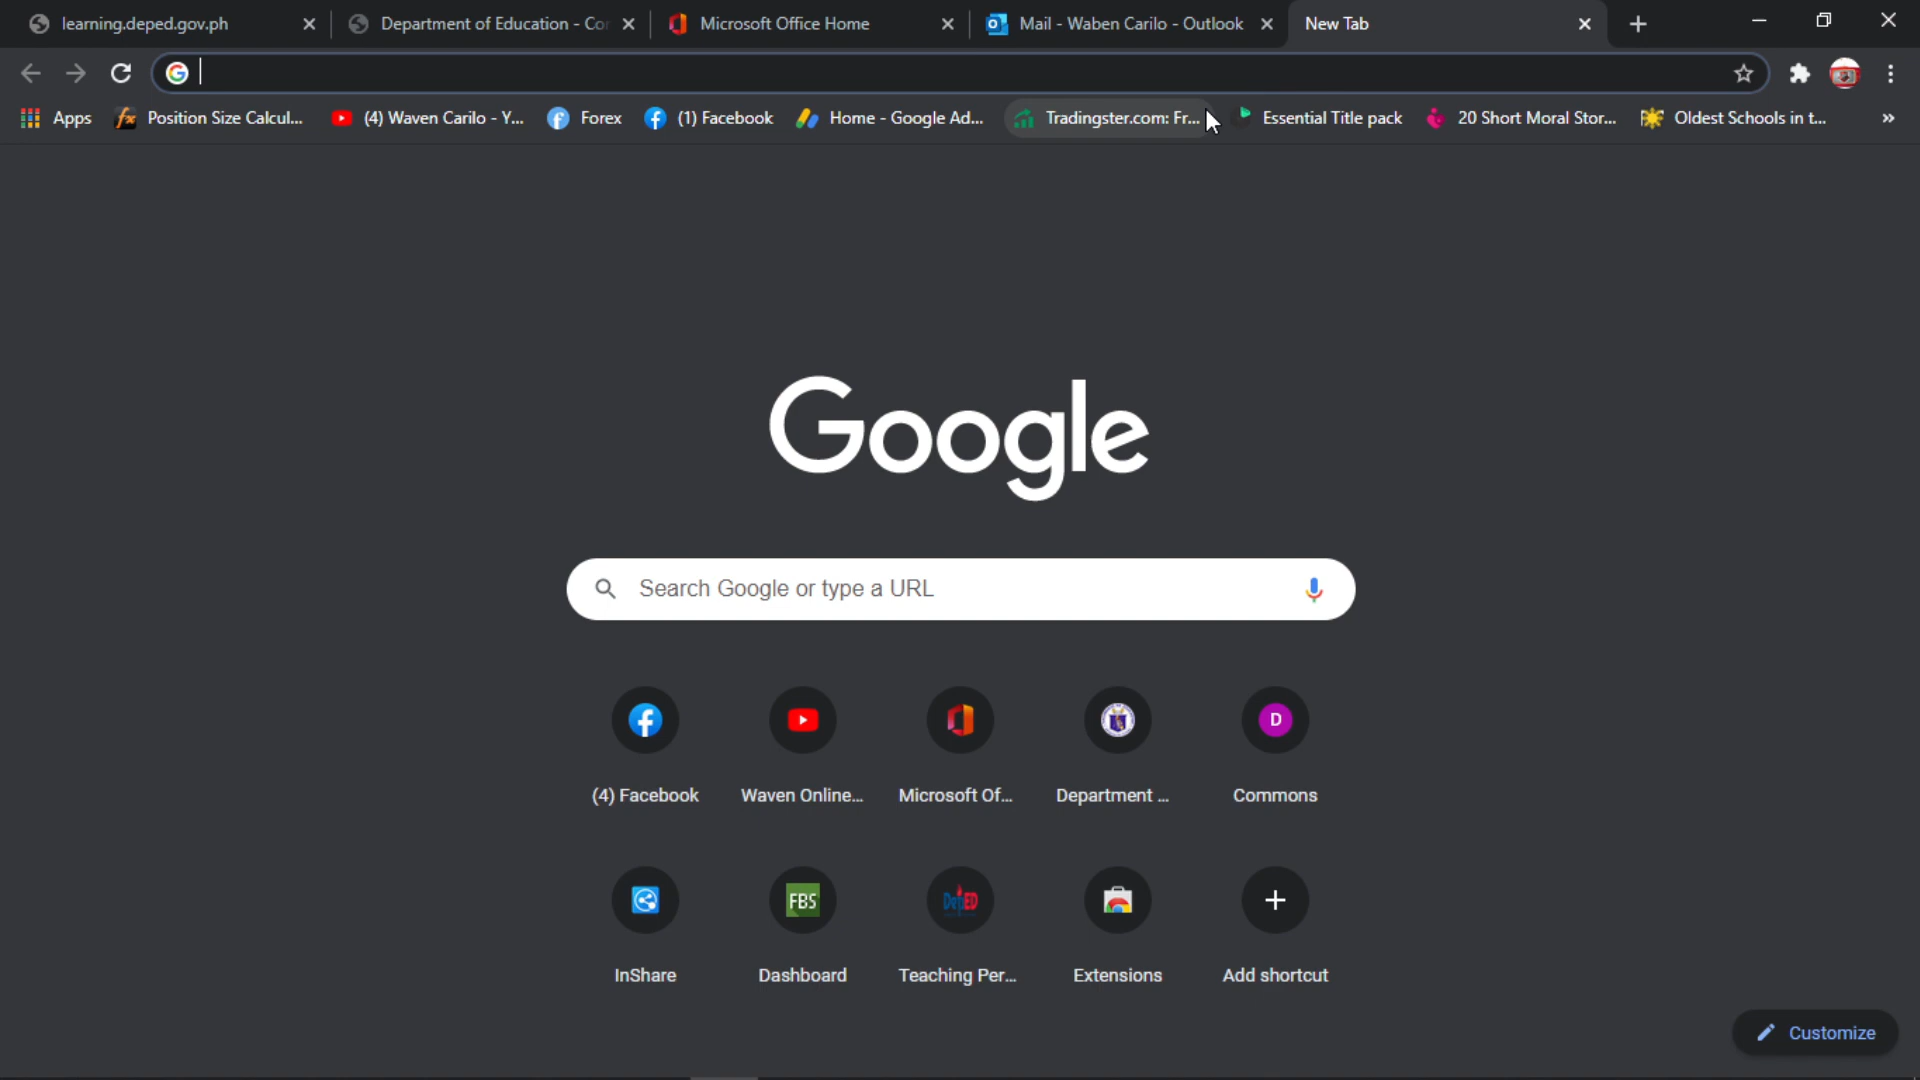 learning.deped.gov.ph
Department of Education - Co
Microsoft Office Home
Mail - Waben Carilo - Outlook
New Tab
Apps
Position Size Calcul...
(4) Waven Carilo - Y...
Forex
(1) Facebook
Home - Google Ad...
Tradingster.com: Fr...
Essential Title pack
20 Short Moral Stor...
Oldest Schools in t...
»
Google
Search Google or type a URL
D
(4) Facebook
Waven Online...
Microsoft Of...
Department ...
Commons
FBS
DepED
InShare
Dashboard
Teaching Per...
Extensions
Add shortcut
Customize